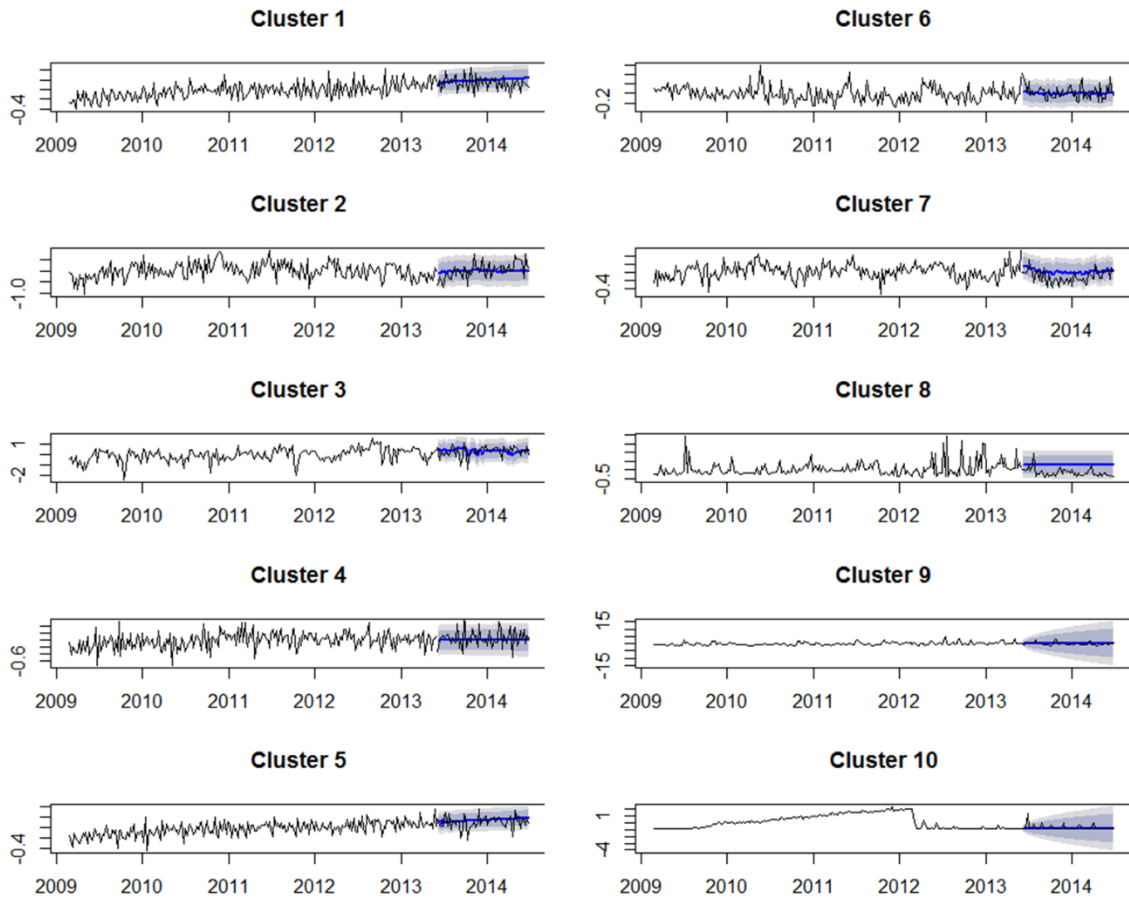 Cluster 1
-0.4
2009 2010 2011 2012 2013 2014
Cluster 2
-1.0
2009 2010 2011 2012 2013 2014
Cluster 3
1
-2
2009 2010 2011 2012 2013 2014
Cluster 4
-0.6
2009 2010 2011 2012 2013 2014
Cluster 5
-0.4
2009 2010 2011 2012 2013 2014
Cluster 6
-0.2
2009 2010 2011 2012 2013 2014
Cluster 7
-0.4
2009 2010 2011 2012 2013 2014
Cluster 8
-0.5
2009 2010 2011 2012 2013 2014
Cluster 9
15
-15
2009 2010 2011 2012 2013 2014
Cluster 10
1
-4
2009 2010 2011 2012 2013 2014